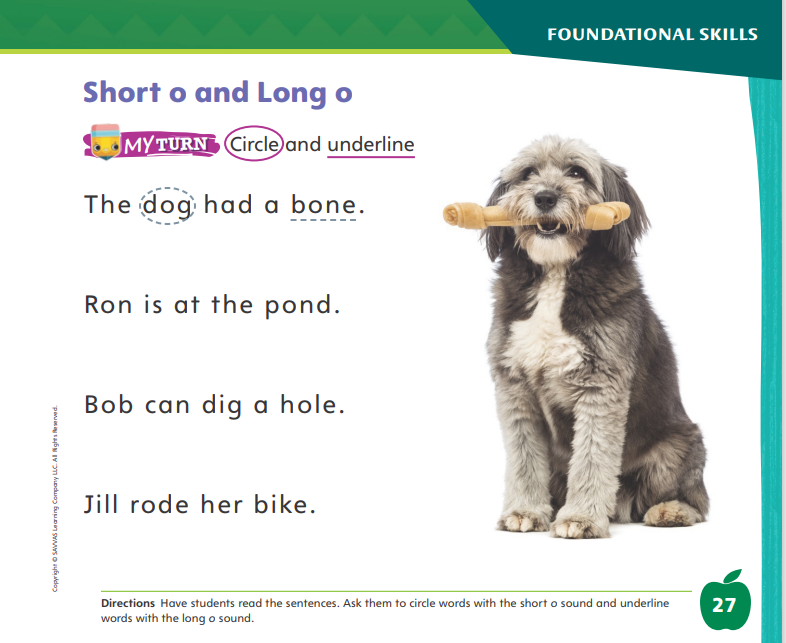 FOUNDATIONAL SKILLS
Short o and Long o
MY TURN Circle and underline
The dog had a bone.
Ron is at the pond.
Bob can dig a hole.
Jill rode her bike.
Copyright © SAVVAS Learning Company LLC. All Rights Reserved.
Directions Have students read the sentences. Ask them to circle words with the short o sound and underline
words with the long o sound.
27